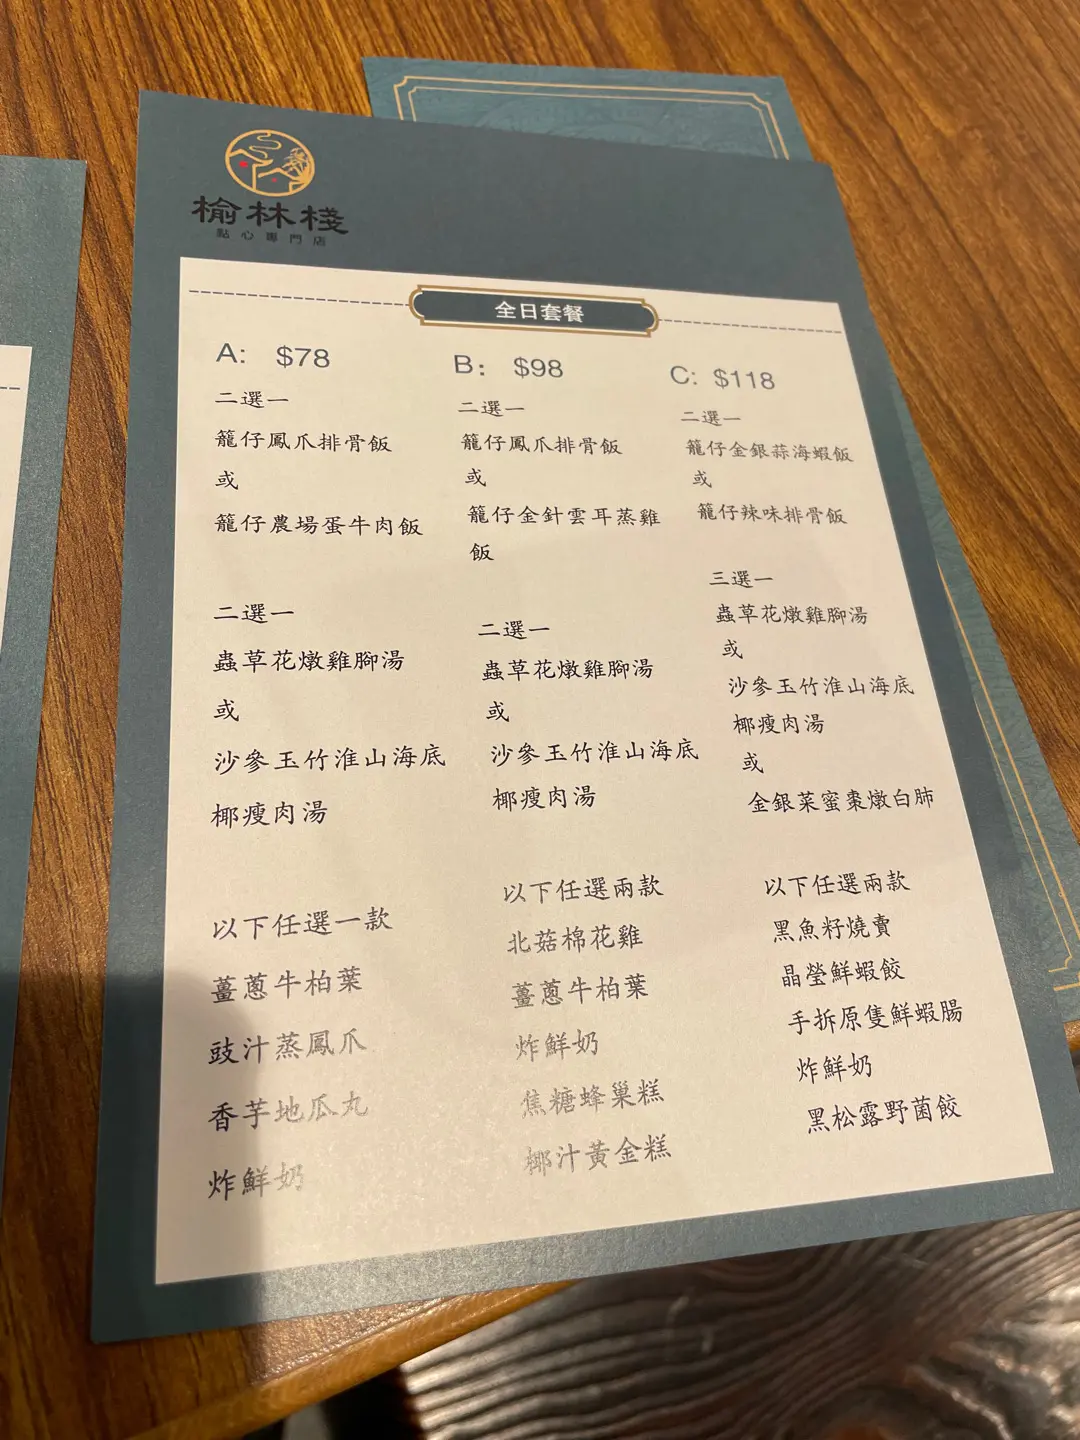 榆林棧
點心專門店
全日套餐
A: $78
二選一
籠仔鳳爪排骨飯
或
籠仔農場蛋牛肉飯
二選一
蟲草花燉雞腳湯
或
沙參玉竹淮山海底
椰瘦肉湯
以下任選一款
薑蔥牛柏葉
豉汁蒸鳳爪
香芋地瓜丸
炸鮮奶
B: $98
二選一
籠仔鳳爪排骨飯
或
籠仔金針雲耳蒸雞
飯
二選一
蟲草花燉雞腳湯
或
沙參玉竹淮山海底
椰瘦肉湯
以下任選兩款
北菇棉花雞
薑蔥牛柏葉
炸鮮奶
焦糖蜂巢糕
椰汁黃金糕
C: $118
二選一
籠仔金銀蒜海蝦飯
或
籠仔辣味排骨飯
三選一
蟲草花燉雞腳湯
或
沙參玉竹淮山海底
椰瘦肉湯
或
金銀菜蜜棗燉白肺
以下任選兩款
黑魚籽燒賣
晶瑩鮮蝦餃
手拆原隻鮮蝦腸
炸鮮奶
黑松露野菌餃